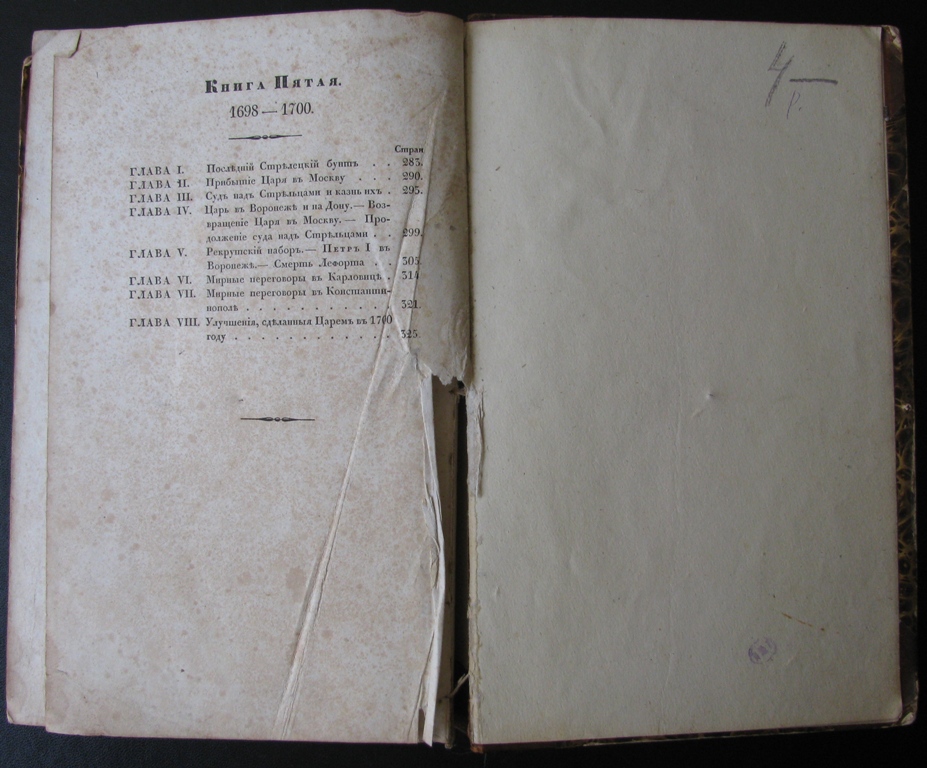 Книга Пятая.
1698 — 1700.
Стран
ГЛАВА I. Послѣдній Стрѣлецкій бунтъ . . 283.
ГЛАВА II. Прибытіе Царя въ Москву . . . 290.
ГЛАВА III. Судъ надъ Стрѣльцами и казнь ихъ . 295.
ГЛАВА IV. Царь въ Воронежѣ и на Дону.— Воз-
вращеніе Царя въ Москву.— Про-
долженіе суда надъ Стрѣльцами . . 299.
ГЛАВА V. Рекрутскій наборъ.— Петръ I въ
Воронежѣ.— Смерть Лефорта . . 305
ГЛАВА VI. Мирные переговоры въ Карловицѣ . 314
ГЛАВА VII. Мирные переговоры въ Константи-
нополѣ . . . . . . . . . . . 321.
ГЛАВА VIII. Улучшенія, сдѣланныя Царемъ въ 1700
году . . . . . . . . . . . . 325.
4—
р.